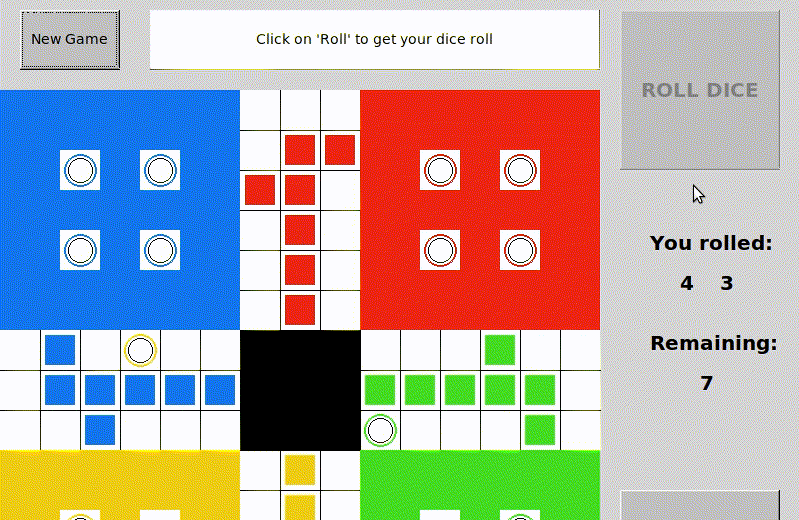 New Game
Click on 'Roll' to get your dice roll
ROLL DICE
You rolled:
4 3
Remaining:
7